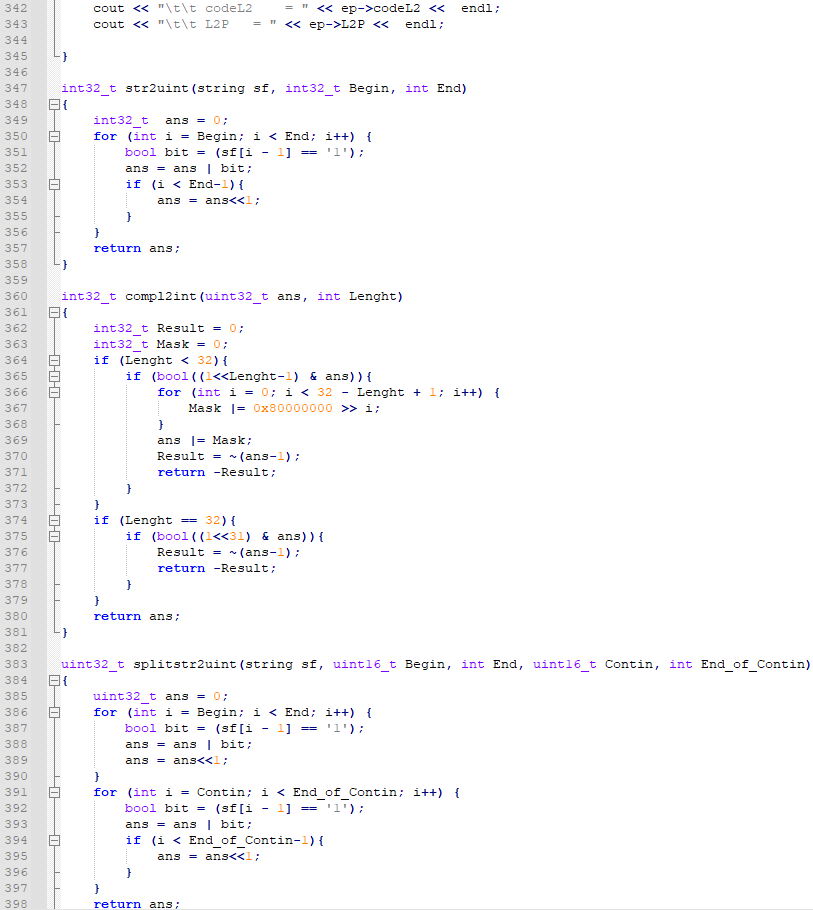 342 cout << "\t\t codeL2    = " << ep->codeL2 <<  endl;
343 cout << "\t\t L2P   = " << ep->L2P <<  endl;
344
345 }
346
347 int32_t str2uint(string sf, int32_t Begin, int End)
348 {
349     int32_t  ans = 0;
350     for (int i = Begin; i < End; i++) {
351         bool bit = (sf[i - 1] == '1');
352         ans = ans | bit;
353         if (i < End-1){
354             ans = ans<<1;
355         }
356     }
357     return ans;
358 }
359
360 int32_t compl2int(uint32_t ans, int Lenght)
361 {
362     int32_t Result = 0;
363     int32_t Mask = 0;
364     if (Lenght < 32){
365         if (bool((1<<Lenght-1) & ans)){
366             for (int i = 0; i < 32 - Lenght + 1; i++) {
367                 Mask |= 0x80000000 >> i;
368             }
369             ans |= Mask;
370             Result = ~(ans-1);
371             return -Result;
372         }
373     }
374     if (Lenght == 32){
375         if (bool((1<<31) & ans)){
376             Result = ~(ans-1);
377             return -Result;
378         }
379     }
380     return ans;
381 }
382
383 uint32_t splitstr2uint(string sf, uint16_t Begin, int End, uint16_t Contin, int End_of_Contin)
384 {
385     uint32_t ans = 0;
386     for (int i = Begin; i < End; i++) {
387         bool bit = (sf[i - 1] == '1');
388         ans = ans | bit;
389         ans = ans<<1;
390     }
391     for (int i = Contin; i < End_of_Contin; i++) {
392         bool bit = (sf[i - 1] == '1');
393         ans = ans | bit;
394         if (i < End_of_Contin-1){
395             ans = ans<<1;
396         }
397     }
398     return ans;